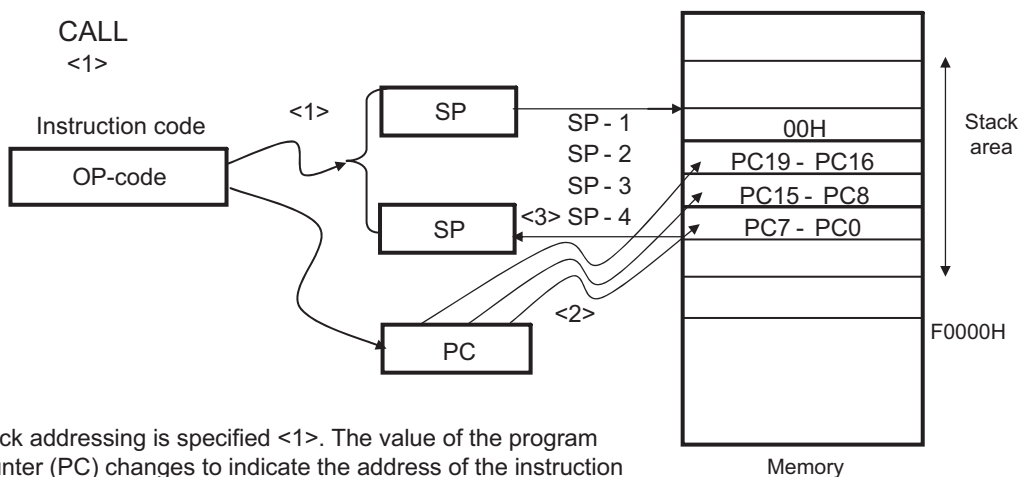 CALL
<1>
Instruction code
OP-code
<1>
SP
SP
<3>
SP - 1
SP - 2
SP - 3
SP - 4
<2>
PC
00H
PC19 - PC16
PC15 - PC8
PC7 - PC0
Stack
area
F0000H
Memory
ck addressing is specified <1>. The value of the program
unter (PC) changes to indicate the address of the instruction